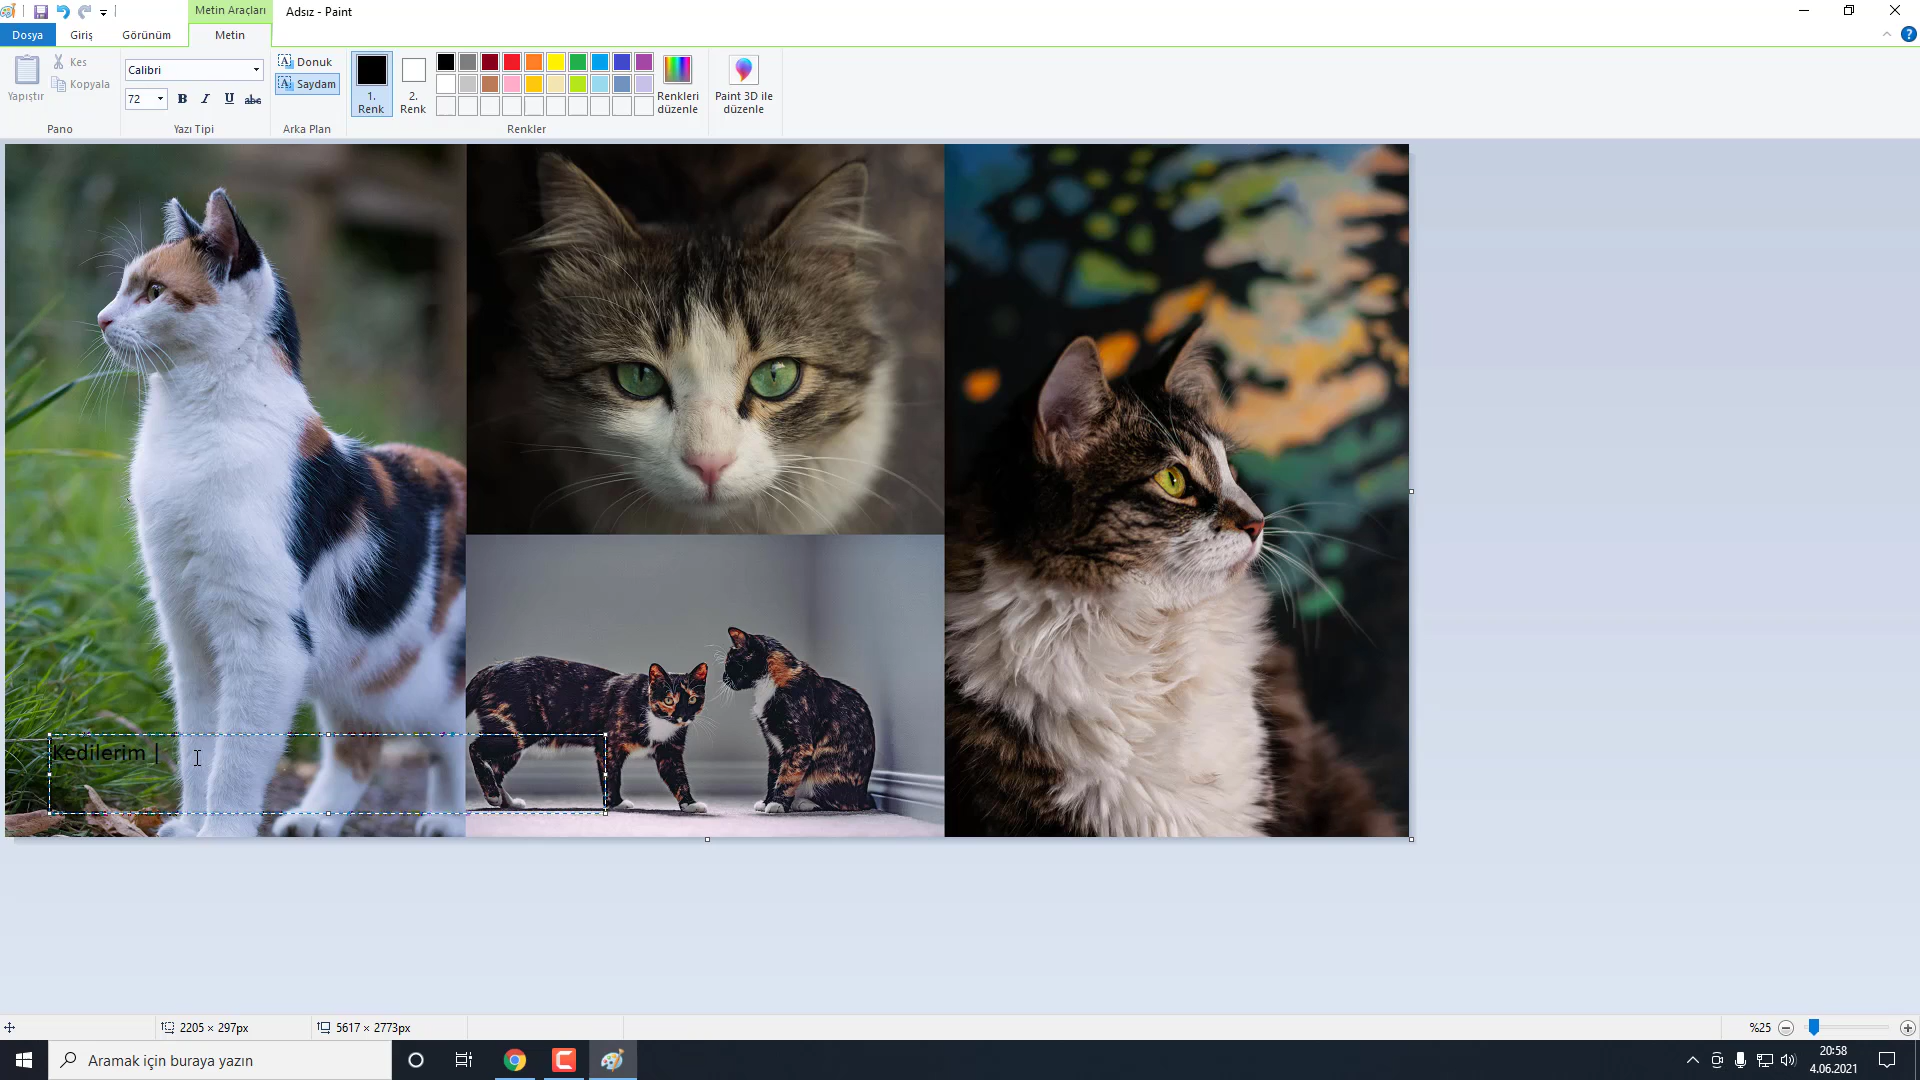 Metin Araçları
Adsız - Paint
Dosya
Giriş
Görünüm
Metin
Yapıştır
Kes
Kopyala
Pano
Calibri
72
B I U abc
Yazı Tipi
Donuk
Saydam
Arka Plan
1.
Renk
2.
Renk
Renkler
Renkleri
düzenle
Paint 3D ile
düzenle
Kedilerim
2205 × 297px
5617 × 2773px
%25
Aramak için buraya yazın
20:58
4.06.2021